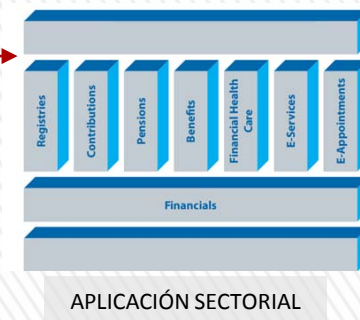 Registries
Contributions
Pensions
Benefits
Financial Health
Care
E-Services
E-Appointments
Financials
APLICACIÓN SECTORIAL